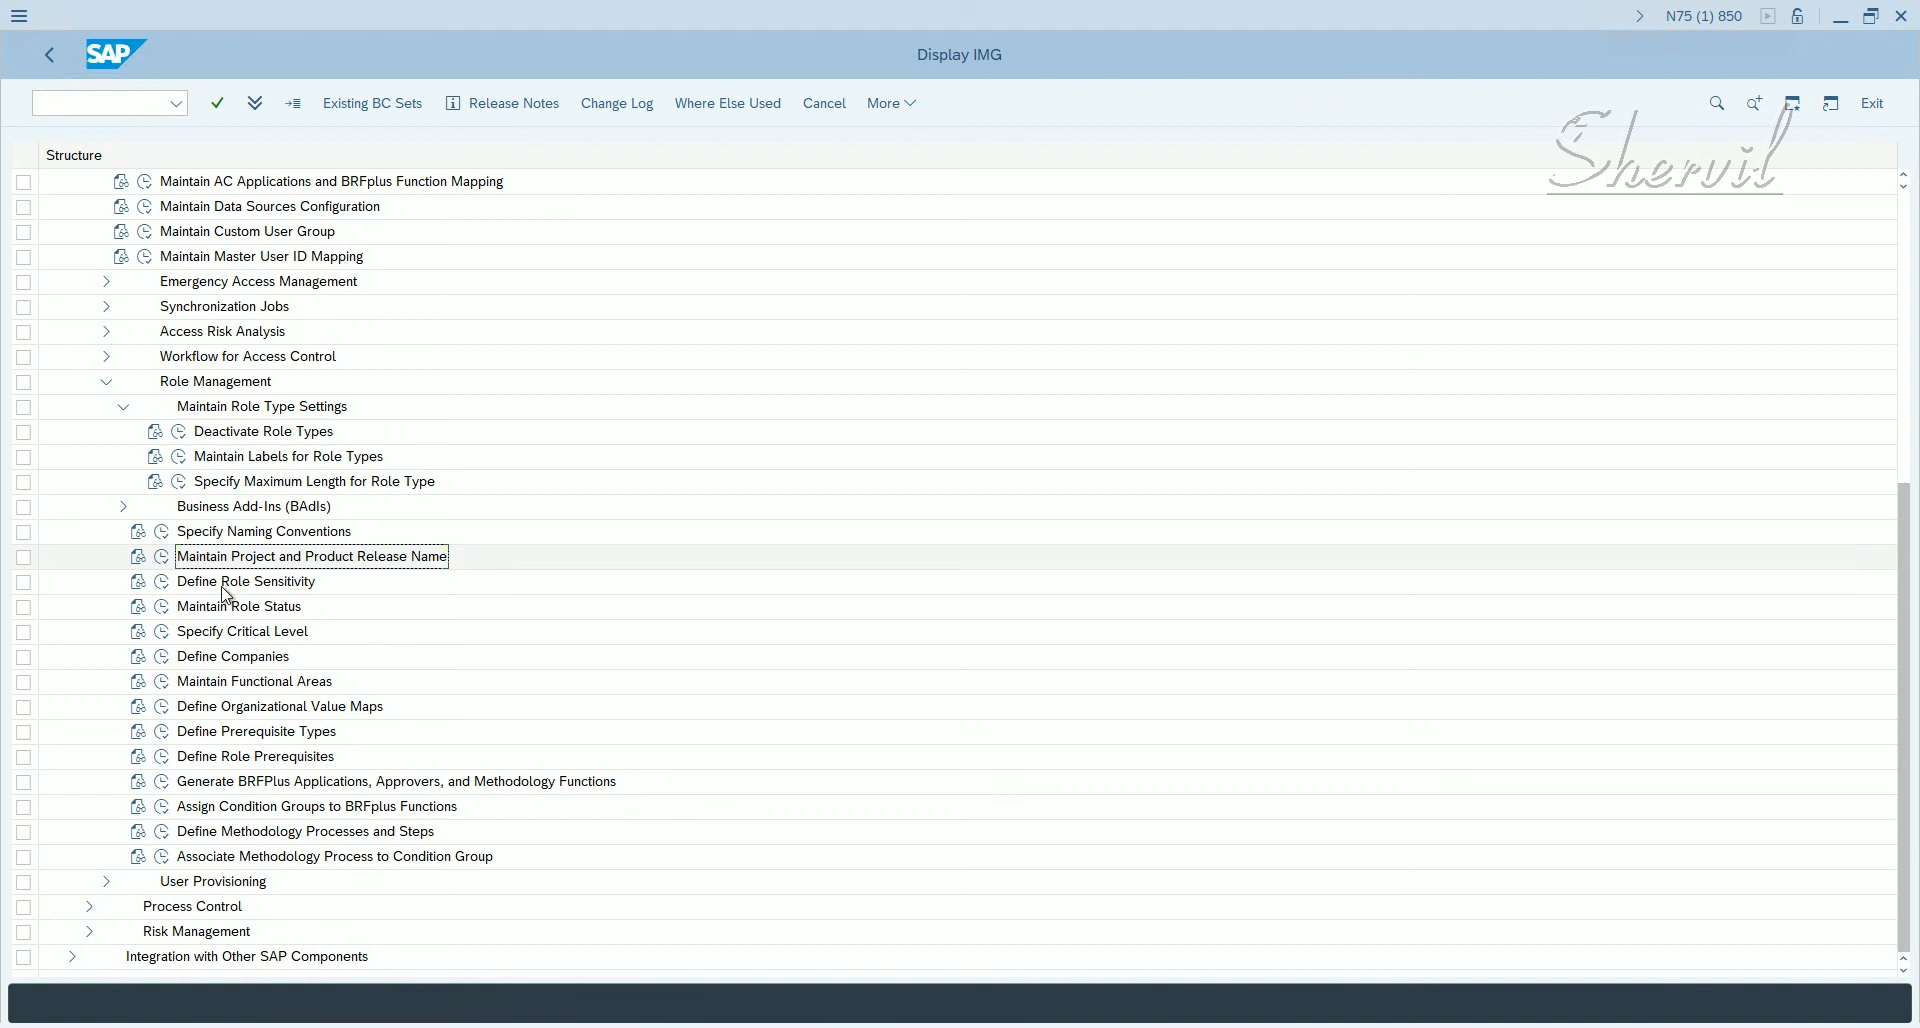 N75 (1) 850
SAP
Display IMG
Existing BC Sets Release Notes Change Log Where Else Used Cancel More Exit
Shervil
Structure
Maintain AC Applications and BRFplus Function Mapping
Maintain Data Sources Configuration
Maintain Custom User Group
Maintain Master User ID Mapping
Emergency Access Management
Synchronization Jobs
Access Risk Analysis
Workflow for Access Control
Role Management
Maintain Role Type Settings
Deactivate Role Types
Maintain Labels for Role Types
Specify Maximum Length for Role Type
Business Add-Ins (BAdIs)
Specify Naming Conventions
Maintain Project and Product Release Name
Define Role Sensitivity
Maintain Role Status
Specify Critical Level
Define Companies
Maintain Functional Areas
Define Organizational Value Maps
Define Prerequisite Types
Define Role Prerequisites
Generate BRFPlus Applications, Approvers, and Methodology Functions
Assign Condition Groups to BRFplus Functions
Define Methodology Processes and Steps
Associate Methodology Process to Condition Group
User Provisioning
Process Control
Risk Management
Integration with Other SAP Components